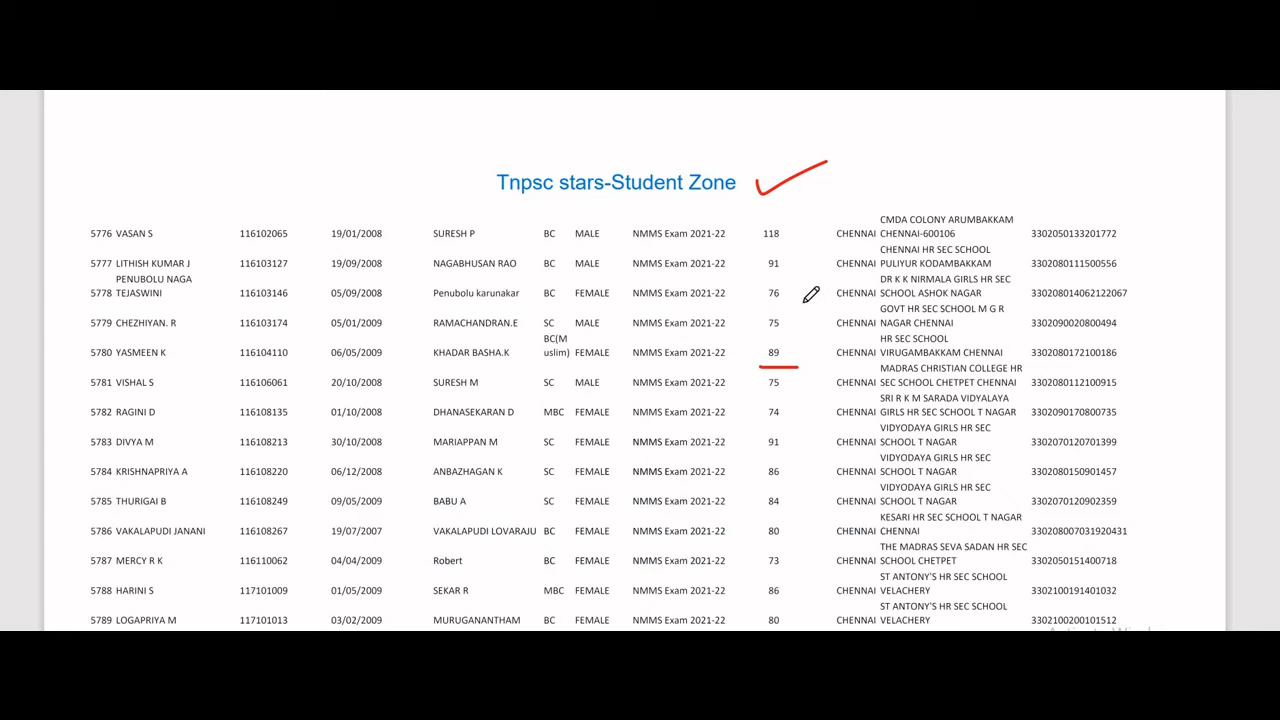 Tnpsc stars-Student Zone
CMDA COLONY ARUMBAKKAM
5776 VASAN S 116102065 19/01/2008 SURESH P BC MALE NMMS Exam 2021-22 118 CHENNAI CHENNAI-600106 3302050133201772
CHENNAI HR SEC SCHOOL
5777 LITHISH KUMAR J 116103127 19/09/2008 NAGABHUSAN RAO BC MALE NMMS Exam 2021-22 91 CHENNAI PULIYUR KODAMBAKKAM 3302080111500556
PENUBOLU NAGA DR K K NIRMALA GIRLS HR SEC
5778 TEJASWINI 116103146 05/09/2008 Penubolu karunakar BC FEMALE NMMS Exam 2021-22 76 CHENNAI SCHOOL ASHOK NAGAR 330208014062122067
GOVT HR SEC SCHOOL M G R
5779 CHEZHIYAN. R 116103174 05/01/2009 RAMACHANDRAN.E SC MALE NMMS Exam 2021-22 75 CHENNAI NAGAR CHENNAI 3302090020800494
BC(M HR SEC SCHOOL
5780 YASMEEN K 116104110 06/05/2009 KHADAR BASHA.K uslim) FEMALE NMMS Exam 2021-22 89 CHENNAI VIRUGAMBAKKAM CHENNAI 3302080172100186
MADRAS CHRISTIAN COLLEGE HR
5781 VISHAL S 116106061 20/10/2008 SURESH M SC MALE NMMS Exam 2021-22 75 CHENNAI SEC SCHOOL CHETPET CHENNAI 3302080112100915
SRI R K M SARADA VIDYALAYA
5782 RAGINI D 116108135 01/10/2008 DHANASEKARAN D MBC FEMALE NMMS Exam 2021-22 74 CHENNAI GIRLS HR SEC SCHOOL T NAGAR 3302090170800735
VIDYODAYA GIRLS HR SEC
5783 DIVYA M 116108213 30/10/2008 MARIAPPAN M SC FEMALE NMMS Exam 2021-22 91 CHENNAI SCHOOL T NAGAR 3302070120701399
VIDYODAYA GIRLS HR SEC
5784 KRISHNAPRIYA A 116108220 06/12/2008 ANBAZHAGAN K SC FEMALE NMMS Exam 2021-22 86 CHENNAI SCHOOL T NAGAR 3302080150901457
VIDYODAYA GIRLS HR SEC
5785 THURIGAI B 116108249 09/05/2009 BABU A SC FEMALE NMMS Exam 2021-22 84 CHENNAI SCHOOL T NAGAR 3302070120902359
KESARI HR SEC SCHOOL T NAGAR
5786 VAKALAPUDI JANANI 116108267 19/07/2007 VAKALAPUDI LOVARAJU BC FEMALE NMMS Exam 2021-22 80 CHENNAI CHENNAI 330208007031920431
THE MADRAS SEVA SADAN HR SEC
5787 MERCY R K 116110062 04/04/2009 Robert BC FEMALE NMMS Exam 2021-22 73 CHENNAI SCHOOL CHETPET 3302050151400718
ST ANTONY'S HR SEC SCHOOL
5788 HARINI S 117101009 01/05/2009 SEKAR R MBC FEMALE NMMS Exam 2021-22 86 CHENNAI VELACHERY 3302100191401032
ST ANTONY'S HR SEC SCHOOL
5789 LOGAPRIYA M 117101013 03/02/2009 MURUGANANTHAM BC FEMALE NMMS Exam 2021-22 80 CHENNAI VELACHERY 3302100200101512